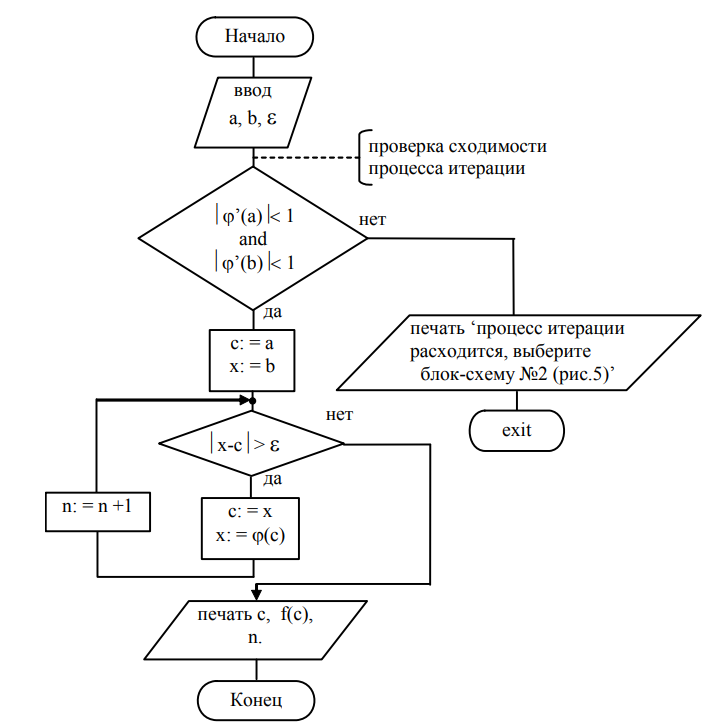 Начало
ввод
a, b, ε
проверка сходимости
процесса итерации
|φ’(a)|< 1
and
|φ’(b)|< 1
нет
да
печать ‘процесс итерации
расходится, выберите
блок-схему №2 (рис.5)’
exit
c: = a
x: = b
нет
|x-c|> ε
да
n: = n +1
c: = x
x: = φ(c)
печать c, f(c),
n.
Конец